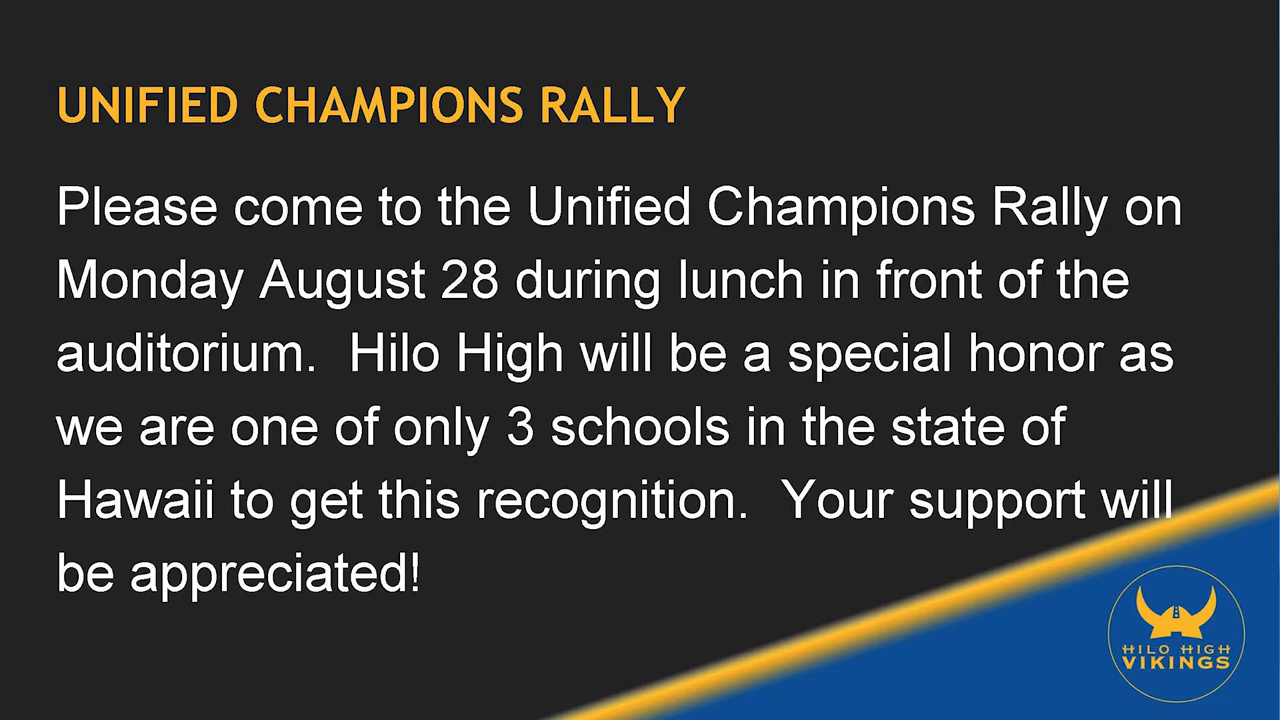 UNIFIED CHAMPIONS RALLY
Please come to the Unified Champions Rally on
Monday August 28 during lunch in front of the
auditorium.  Hilo High will be a special honor as
we are one of only 3 schools in the state of
Hawaii to get this recognition.  Your support will
be appreciated!
HILO HIGH
VIKINGS